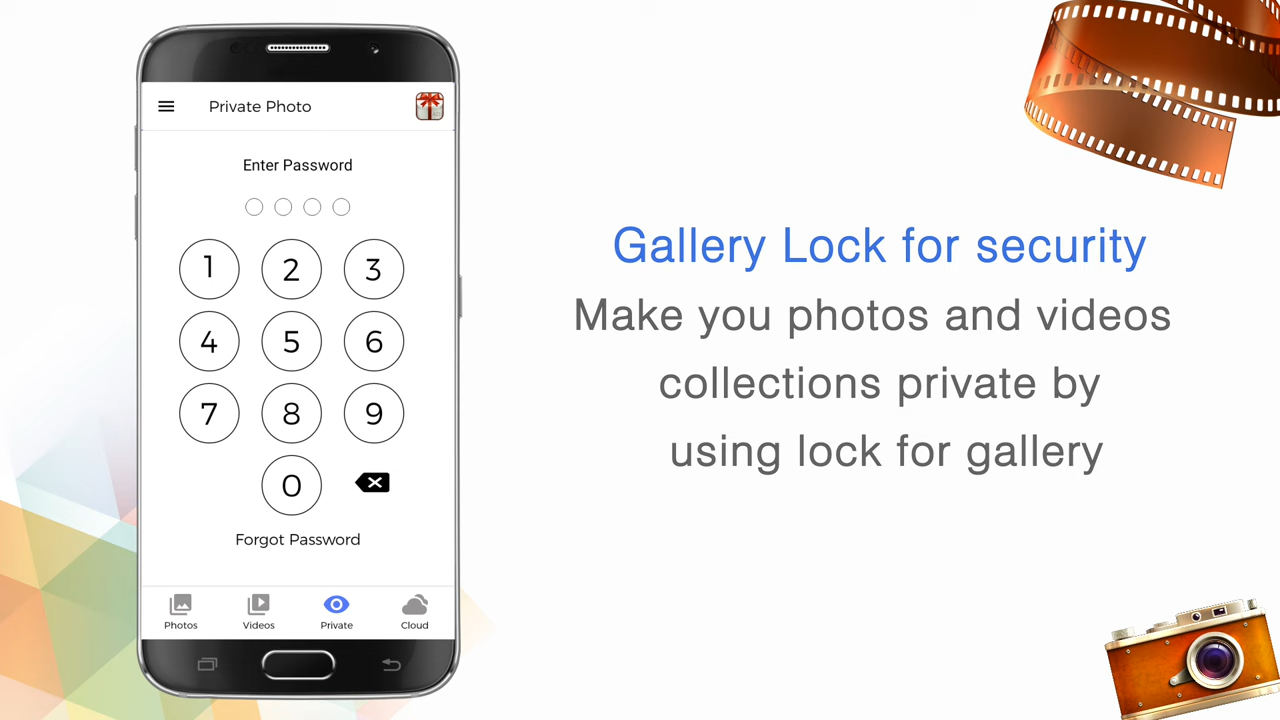 Private Photo
Enter Password
1 2 3
4 5 6
7 8 9
0
Forgot Password
Photos Videos Private Cloud
Gallery Lock for security
Make you photos and videos
collections private by
using lock for gallery